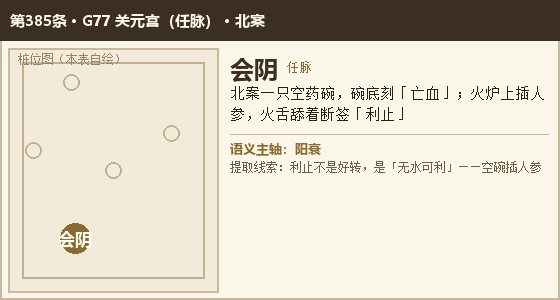 第385条・G77 关元宫（任脉）・北案
桩位图（本表自绘）
会阴
会阴 任脉
北案一只空药碗，碗底刻「亡血」；火炉上插人
参，火舌舔着断签「利止」
语义主轴：阳衰
提取线索：利止不是好转，是「无水可利」——空碗插人参